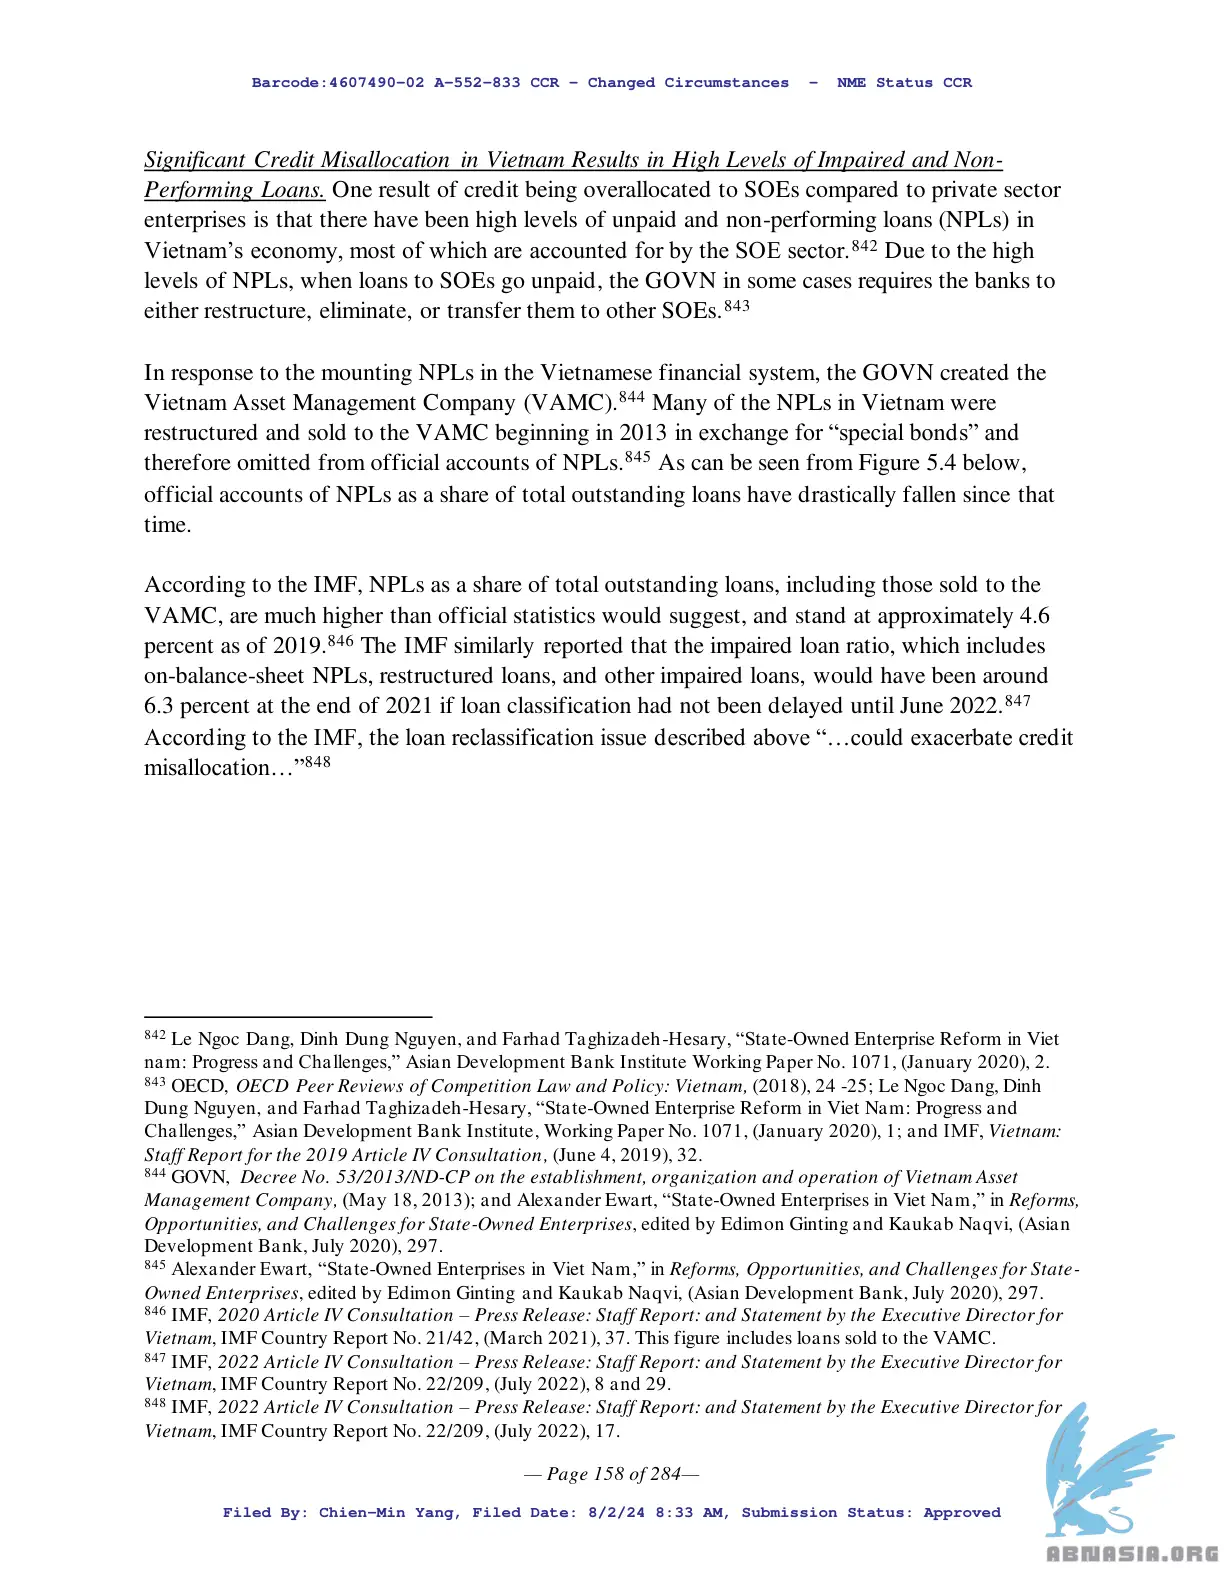 Barcode:4607490-02 A-552-833 CCR - Changed Circumstances - NME Status CCR
Significant Credit Misallocation in Vietnam Results in High Levels of Impaired and Non-
Performing Loans. One result of credit being overallocated to SOEs compared to private sector
enterprises is that there have been high levels of unpaid and non-performing loans (NPLs) in
Vietnam’s economy, most of which are accounted for by the SOE sector.842 Due to the high
levels of NPLs, when loans to SOEs go unpaid, the GOVN in some cases requires the banks to
either restructure, eliminate, or transfer them to other SOEs.843
In response to the mounting NPLs in the Vietnamese financial system, the GOVN created the
Vietnam Asset Management Company (VAMC).844 Many of the NPLs in Vietnam were
restructured and sold to the VAMC beginning in 2013 in exchange for “special bonds” and
therefore omitted from official accounts of NPLs.845 As can be seen from Figure 5.4 below,
official accounts of NPLs as a share of total outstanding loans have drastically fallen since that
time.
According to the IMF, NPLs as a share of total outstanding loans, including those sold to the
VAMC, are much higher than official statistics would suggest, and stand at approximately 4.6
percent as of 2019.846 The IMF similarly reported that the impaired loan ratio, which includes
on-balance-sheet NPLs, restructured loans, and other impaired loans, would have been around
6.3 percent at the end of 2021 if loan classification had not been delayed until June 2022.847
According to the IMF, the loan reclassification issue described above “…could exacerbate credit
misallocation…”848
842 Le Ngoc Dang, Dinh Dung Nguyen, and Farhad Taghizadeh-Hesary, “State-Owned Enterprise Reform in Viet
nam: Progress and Challenges,” Asian Development Bank Institute Working Paper No. 1071, (January 2020), 2.
843 OECD, OECD Peer Reviews of Competition Law and Policy: Vietnam, (2018), 24 -25; Le Ngoc Dang, Dinh
Dung Nguyen, and Farhad Taghizadeh-Hesary, “State-Owned Enterprise Reform in Viet Nam: Progress and
Challenges,” Asian Development Bank Institute, Working Paper No. 1071, (January 2020), 1; and IMF, Vietnam:
Staff Report for the 2019 Article IV Consultation, (June 4, 2019), 32.
844 GOVN, Decree No. 53/2013/ND-CP on the establishment, organization and operation of Vietnam Asset
Management Company, (May 18, 2013); and Alexander Ewart, “State-Owned Enterprises in Viet Nam,” in Reforms,
Opportunities, and Challenges for State-Owned Enterprises, edited by Edimon Ginting and Kaukab Naqvi, (Asian
Development Bank, July 2020), 297.
845 Alexander Ewart, “State-Owned Enterprises in Viet Nam,” in Reforms, Opportunities, and Challenges for State-
Owned Enterprises, edited by Edimon Ginting and Kaukab Naqvi, (Asian Development Bank, July 2020), 297.
846 IMF, 2020 Article IV Consultation – Press Release: Staff Report: and Statement by the Executive Director for
Vietnam, IMF Country Report No. 21/42, (March 2021), 37. This figure includes loans sold to the VAMC.
847 IMF, 2022 Article IV Consultation – Press Release: Staff Report: and Statement by the Executive Director for
Vietnam, IMF Country Report No. 22/209, (July 2022), 8 and 29.
848 IMF, 2022 Article IV Consultation – Press Release: Staff Report: and Statement by the Executive Director for
Vietnam, IMF Country Report No. 22/209, (July 2022), 17.
— Page 158 of 284—
Filed By: Chien-Min Yang, Filed Date: 8/2/24 8:33 AM, Submission Status: Approved
ABNASIA.ORG